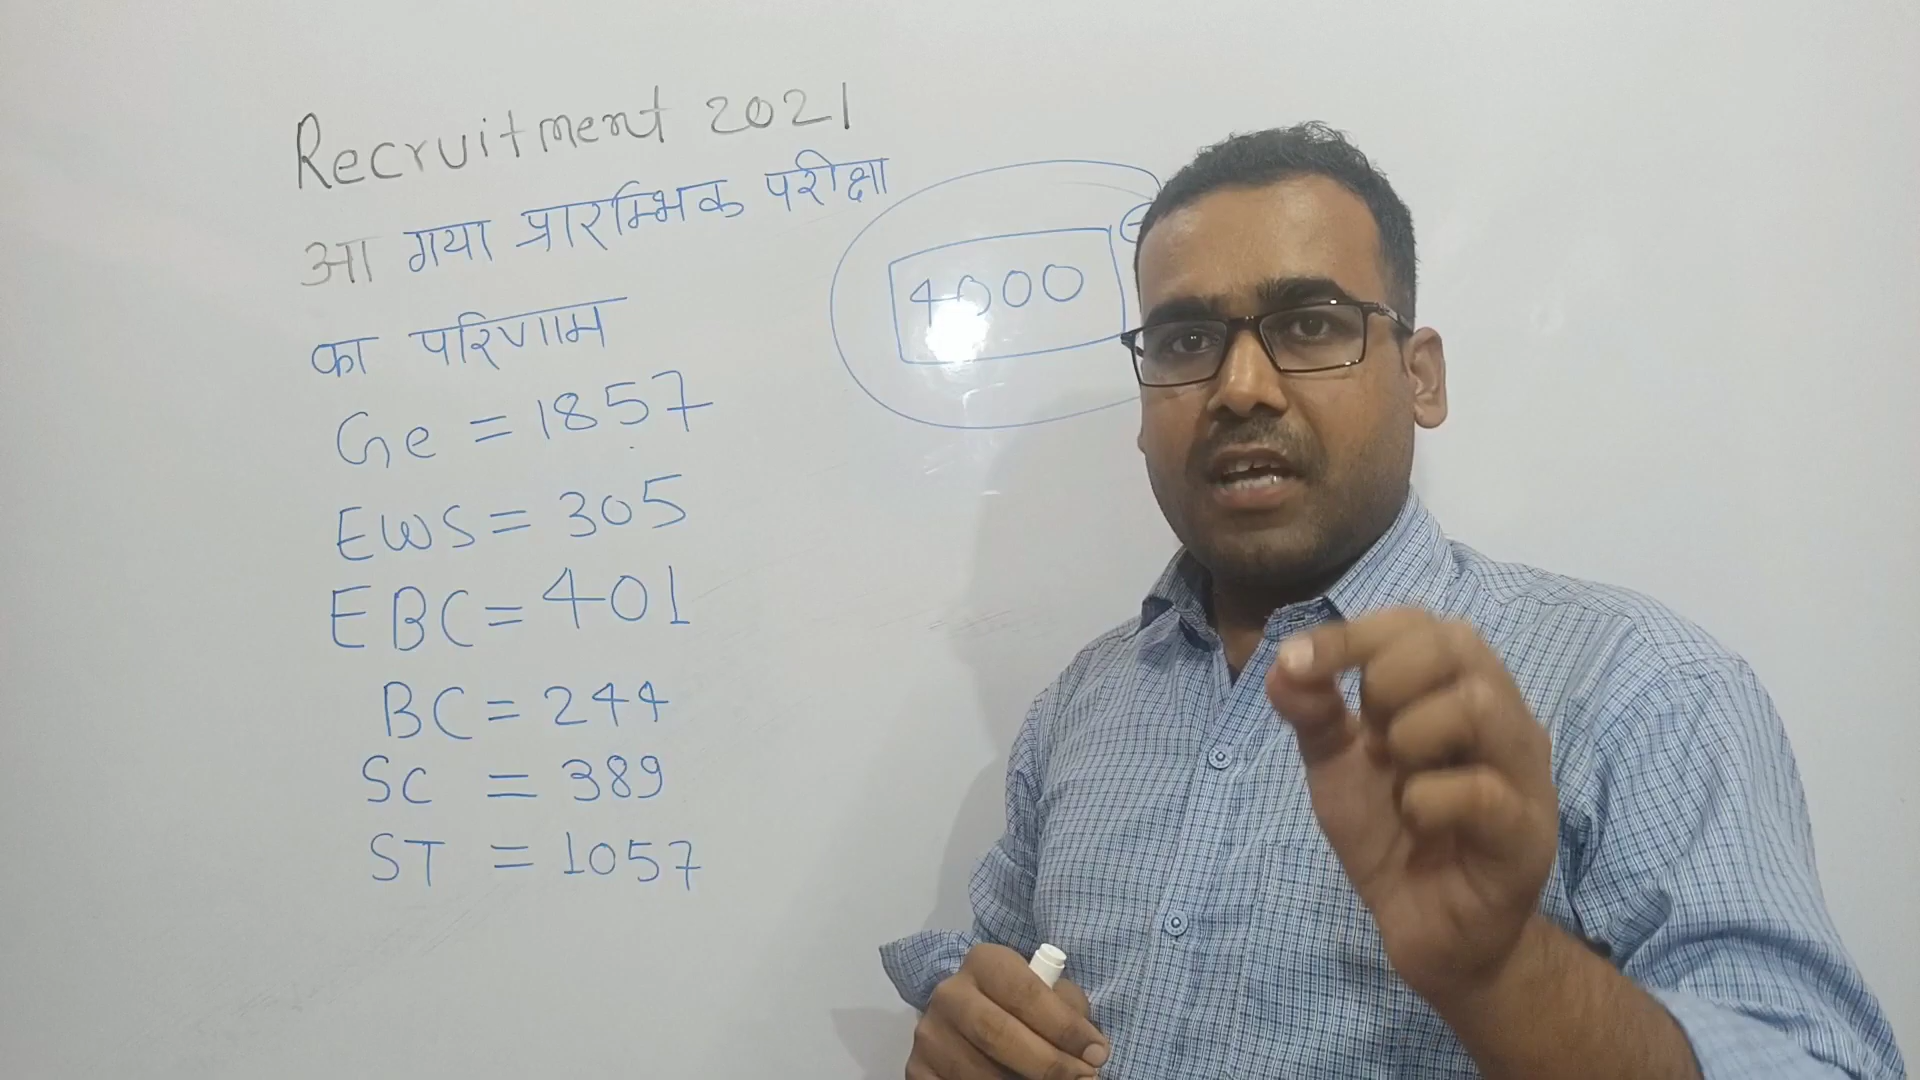 Recruitment 2021
आ गया प्रारम्भिक परीक्षा
का परिणाम
4000
Ge = 1857
EWS = 305
EBC = 401
BC = 244
SC = 389
ST = 1057